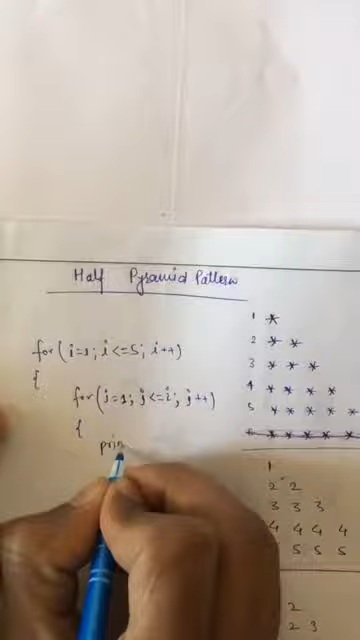 Half Pyramid Pattern
for(i=1; i<=5; i++)
{
for(j=1; j<=i; j++)
{
prin
1 *
2 * *
3 * * *
4 * * * *
5 * * * * *
1
2 2
3 3 3
4 4 4 4
5 5 5
2
2 3